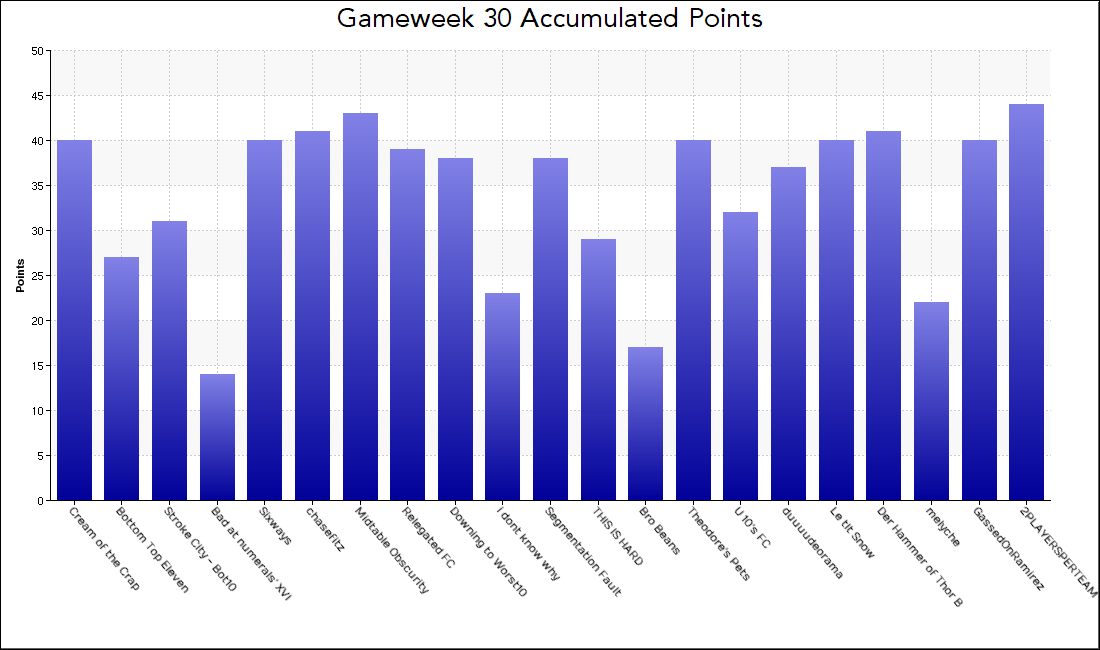 Gameweek 30 Accumulated Points
Points
50
45
40
35
30
25
20
15
10
5
0
Cream of the Crap
Bottom Top Eleven
Stroke City - Bot10
Bad at numerals' XVI
Sixways
chasefitz
Midtable Obscurity
Relegated FC
Downing to Worst10
i dont know why
Segmentation Fault
THIS IS HARD
Bro Beans
Theodore's Pets
U10's FC
duuuudeorama
Le tit Snow
Der Hammer of Thor B
melyche
GassedOnRamirez
2PLAYERSPERTEAM